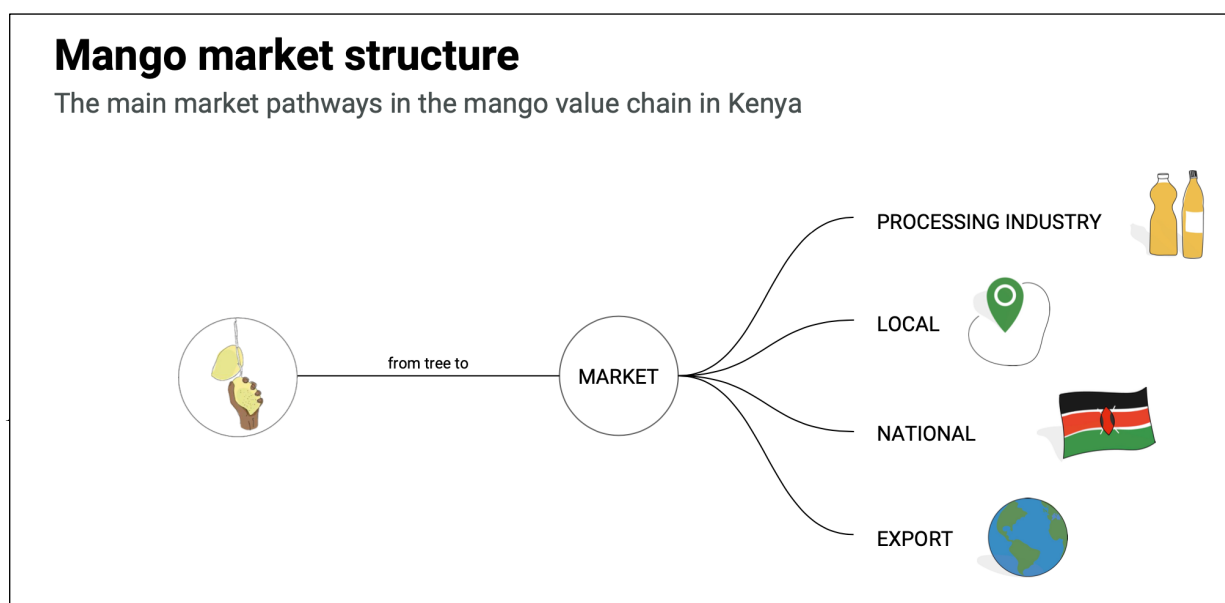 Mango market structure
The main market pathways in the mango value chain in Kenya
from tree to
MARKET
PROCESSING INDUSTRY
LOCAL
NATIONAL
EXPORT